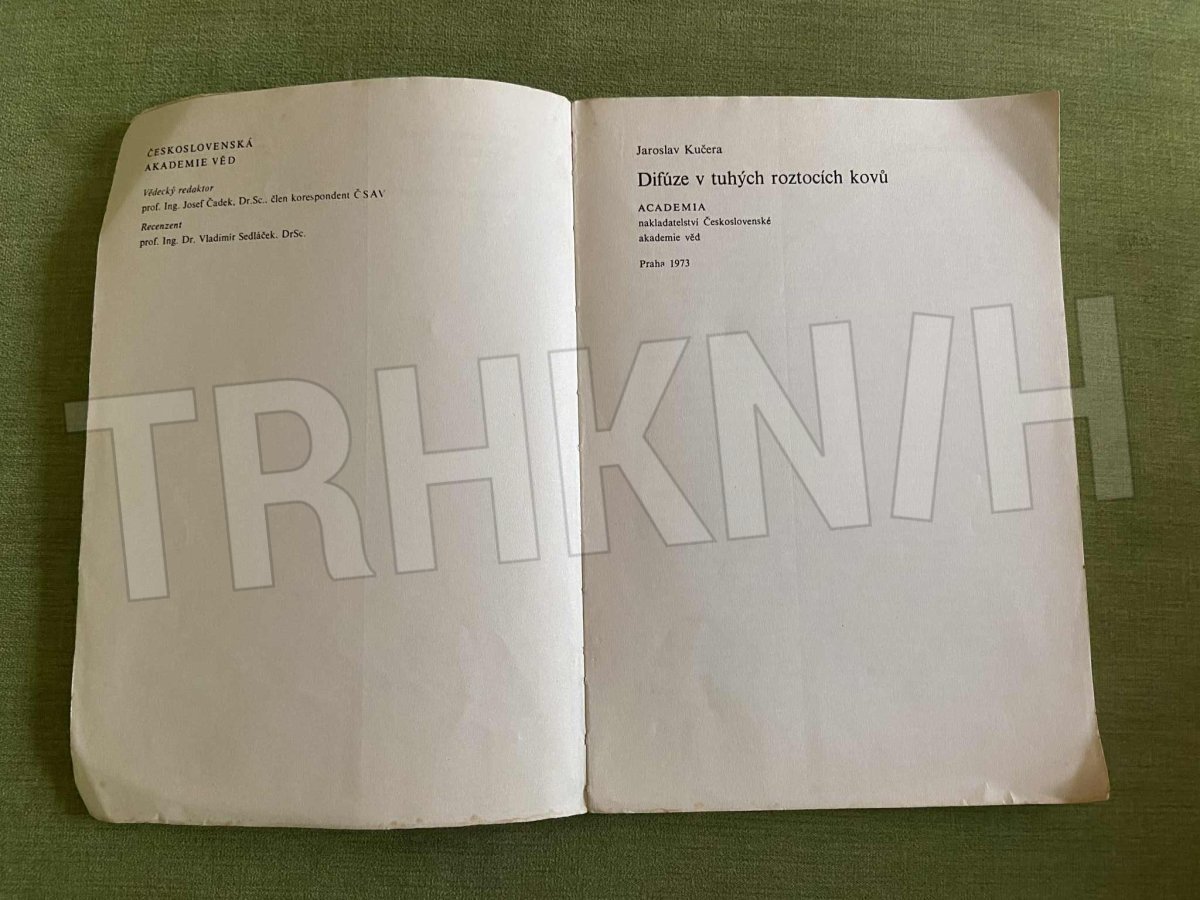 ČESKOSLOVENSKÁ
AKADEMIE VĚD
Vědecký redaktor
prof. Ing. Josef Čadek, Dr.Sc., člen korespondent ČSAV
Recenzent
prof. Ing. Dr. Vladimír Sedláček, DrSc.
Jaroslav Kučera
Difúze v tuhých roztocích kovů
ACADEMIA
nakladatelství Československé
akademie věd
Praha 1973
TRHKN/H